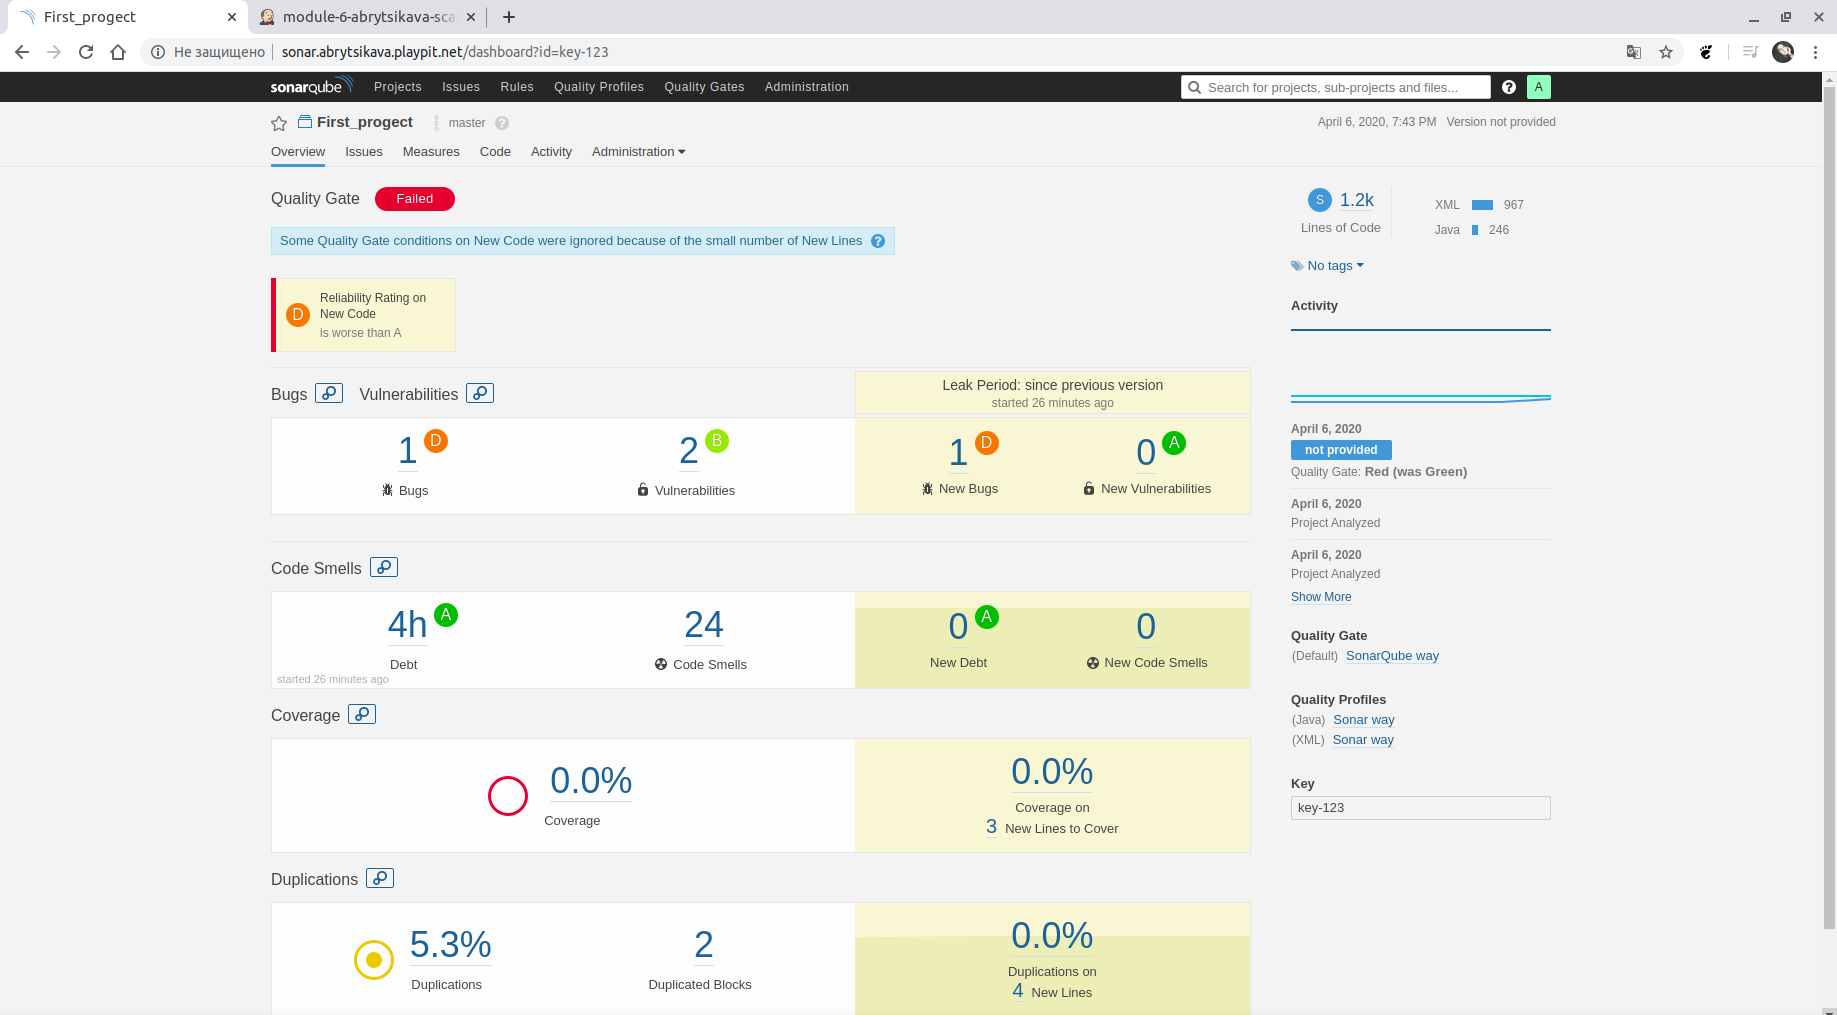 First_progect
module-6-abrytsikava-sca
Не защищено
sonar.abrytsikava.playpit.net/dashboard?id=key-123
sonarqube
Projects Issues Rules Quality Profiles Quality Gates Administration
Search for projects, sub-projects and files...
?
A
First_progect
master
?
April 6, 2020, 7:43 PM Version not provided
Overview Issues Measures Code Activity Administration
Quality Gate
Failed
Some Quality Gate conditions on New Code were ignored because of the small number of New Lines
?
D
Reliability Rating on
New Code
is worse than A
Bugs
Vulnerabilities
Leak Period: since previous version
started 26 minutes ago
1 D
Bugs
2 B
Vulnerabilities
1 D
New Bugs
0 A
New Vulnerabilities
Code Smells
4h A
Debt
started 26 minutes ago
24
Code Smells
0 A
New Debt
0
New Code Smells
Coverage
0.0%
Coverage
0.0%
Coverage on
3 New Lines to Cover
Duplications
5.3%
Duplications
2
Duplicated Blocks
0.0%
Duplications on
4 New Lines
S 1.2k
Lines of Code
XML 967
Java 246
No tags
Activity
April 6, 2020
not provided
Quality Gate: Red (was Green)
April 6, 2020
Project Analyzed
April 6, 2020
Project Analyzed
Show More
Quality Gate
(Default) SonarQube way
Quality Profiles
(Java) Sonar way
(XML) Sonar way
Key
key-123